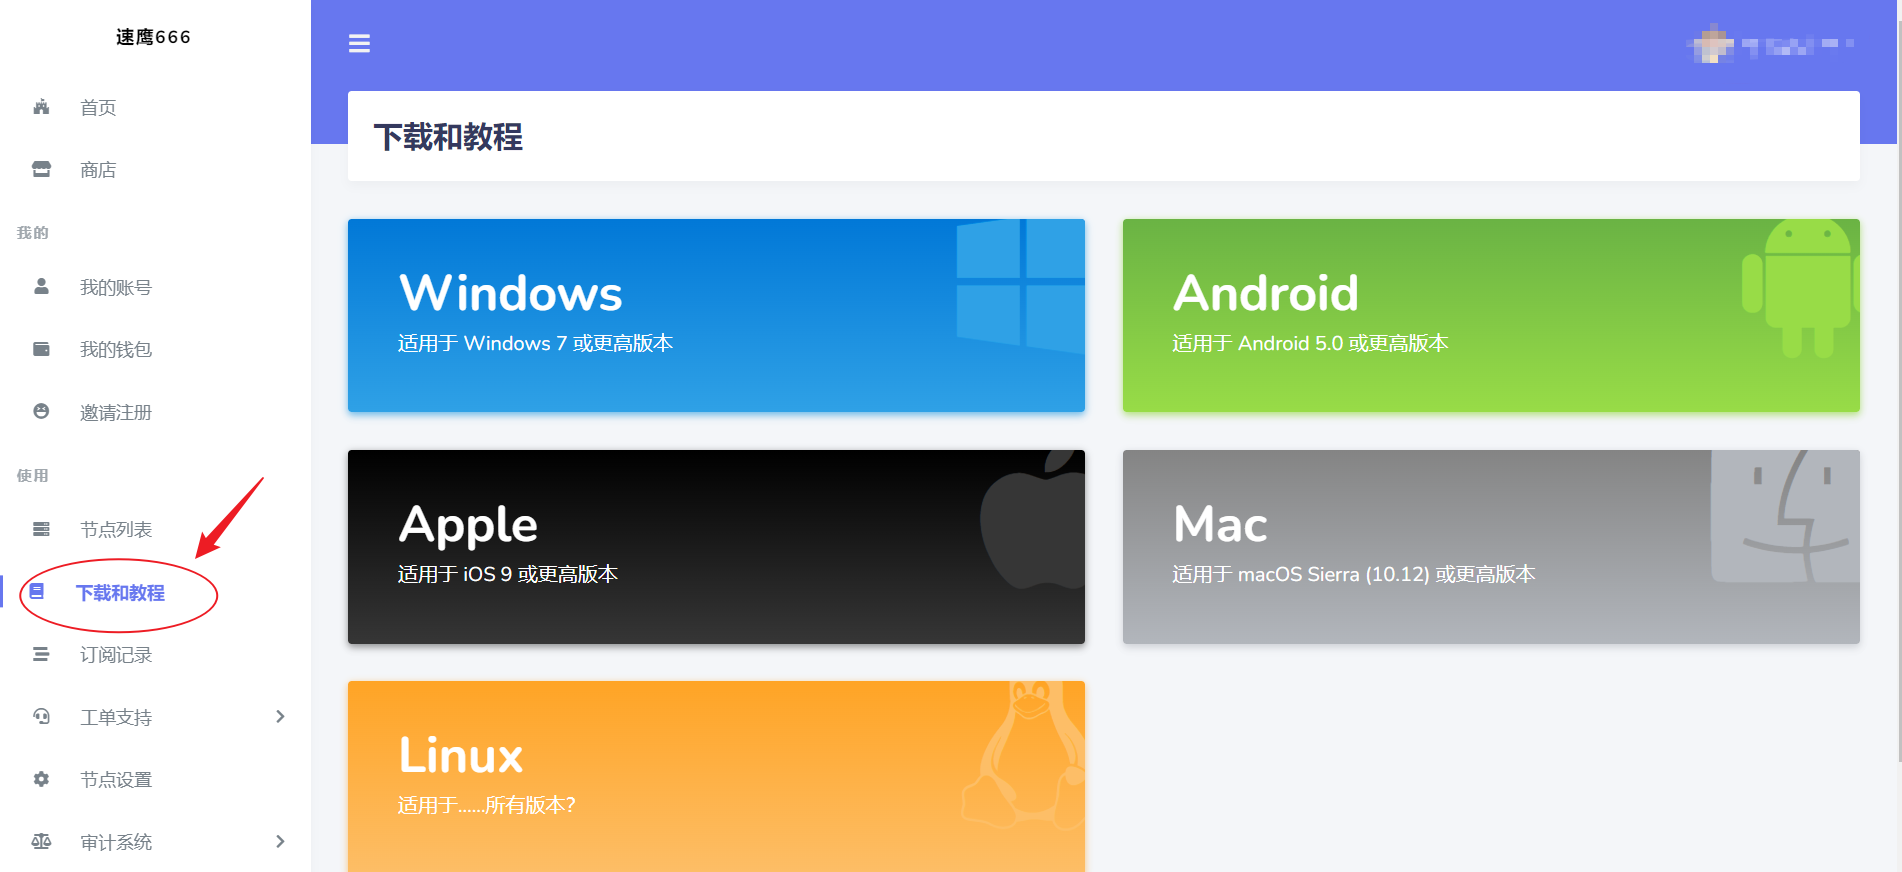 速鹰666
首页
商店
我的
我的账号
我的钱包
邀请注册
使用
节点列表
下载和教程
订阅记录
工单支持
节点设置
审计系统
下载和教程
Windows
适用于 Windows 7 或更高版本
Android
适用于 Android 5.0 或更高版本
Apple
适用于 iOS 9 或更高版本
Mac
适用于 macOS Sierra (10.12) 或更高版本
Linux
适用于......所有版本?